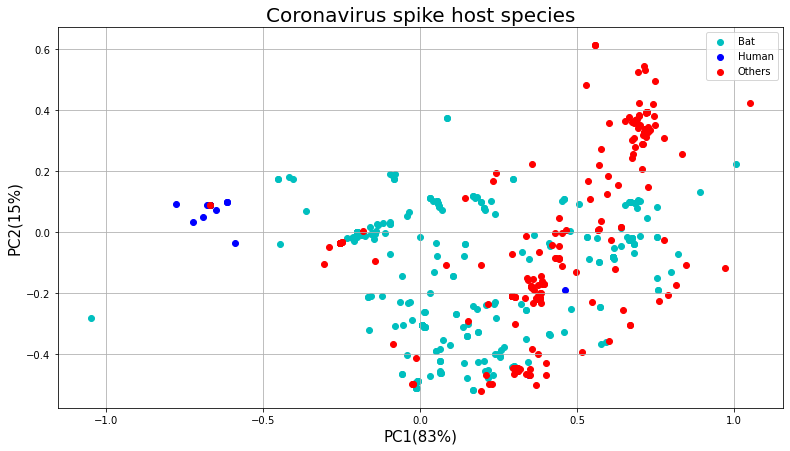 Coronavirus spike host species
Bat
Human
Others
0.6
0.4
0.2
0.0
−0.2
−0.4
PC2(15%)
−1.0
−0.5
0.0
0.5
1.0
PC1(83%)